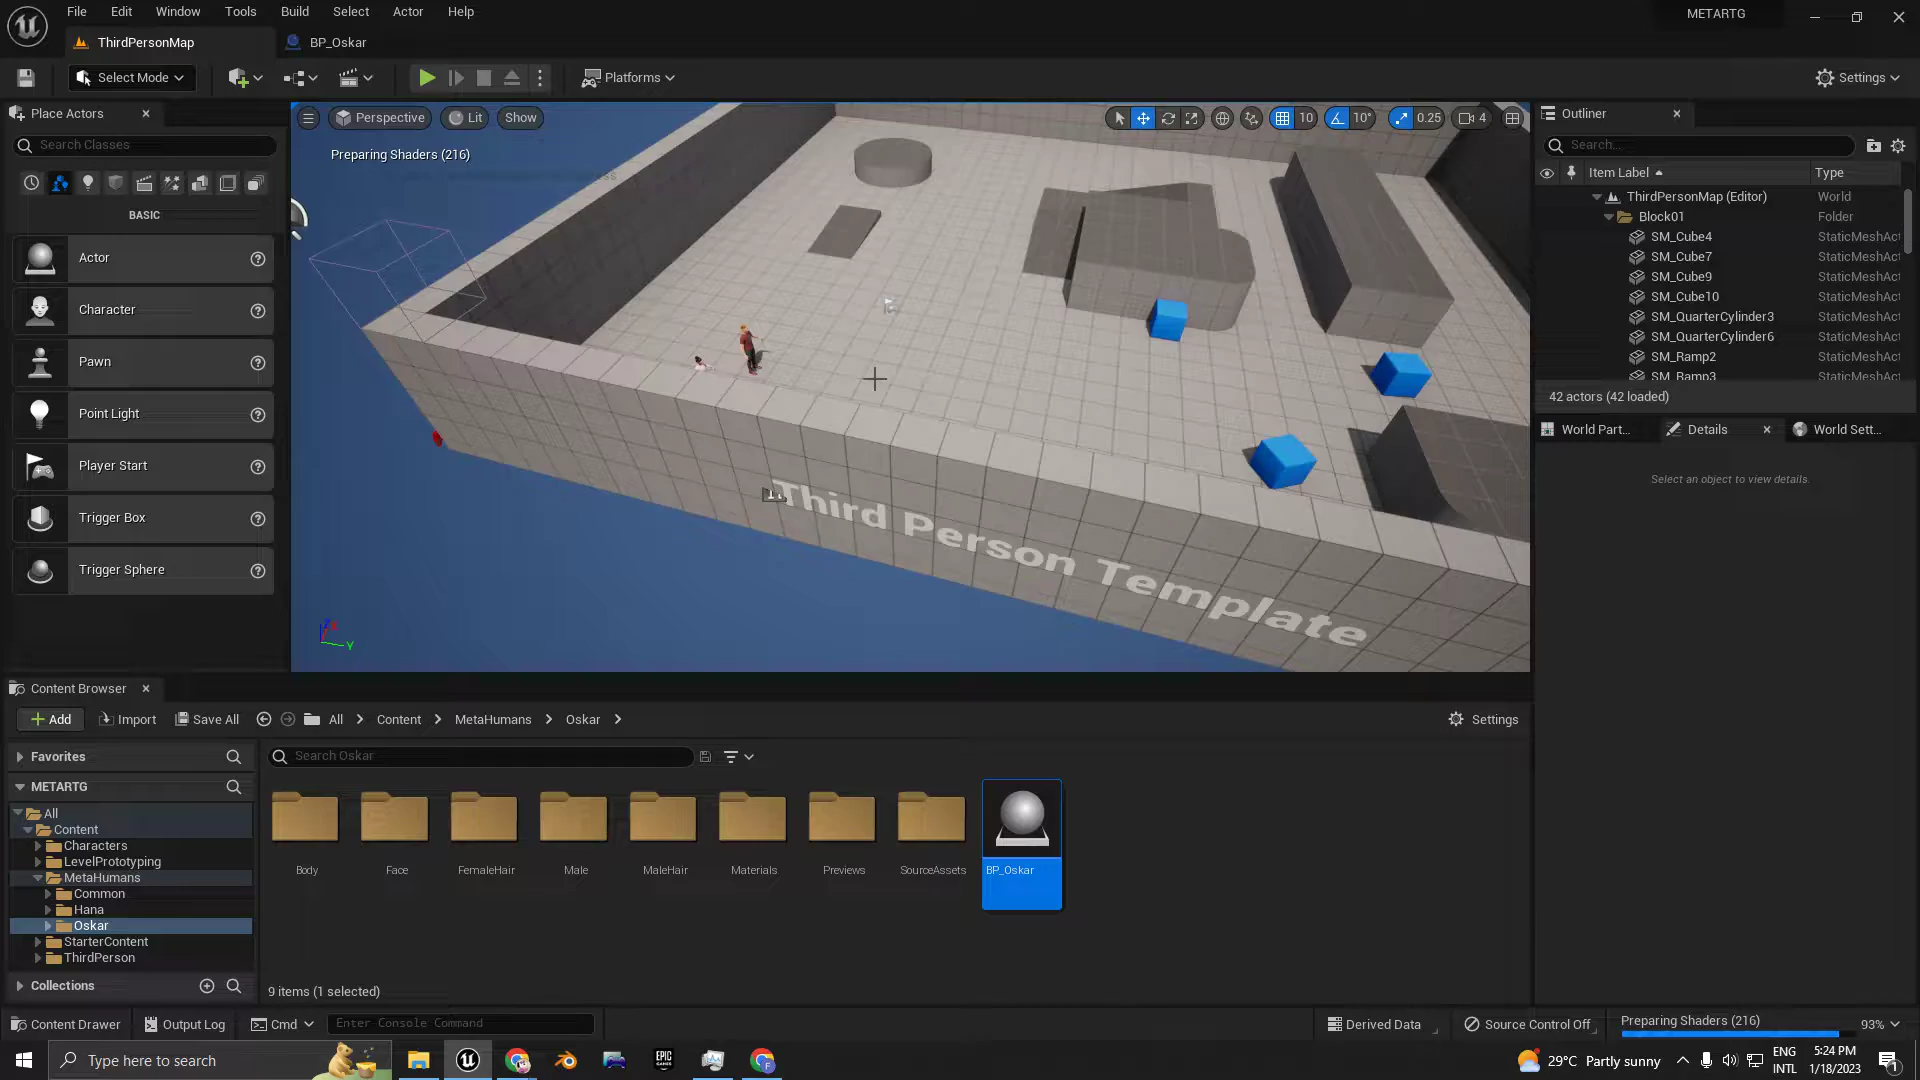 File Edit Window Tools Build Select Actor Help
METARTG
ThirdPersonMap
BP_Oskar
Select Mode
Platforms
Settings
Place Actors
Search Classes
BASIC
Actor
Character
Pawn
Point Light
Player Start
Trigger Box
Trigger Sphere
Perspective Lit Show
10 10° 0.25 4
Preparing Shaders (216)
Third Person Template
Z
Y
Outliner
Search...
Item Label Type
ThirdPersonMap (Editor) World
Block01 Folder
SM_Cube4 StaticMeshAct
SM_Cube7 StaticMeshAct
SM_Cube9 StaticMeshAct
SM_Cube10 StaticMeshAct
SM_QuarterCylinder3 StaticMeshAct
SM_QuarterCylinder6 StaticMeshAct
SM_Ramp2 StaticMeshAct
SM_Ramp3 StaticMeshAct
42 actors (42 loaded)
World Part... Details World Sett...
Select an object to view details.
Content Browser
Add Import Save All All Content MetaHumans Oskar
Settings
Favorites
METARTG
All
Content
Characters
LevelPrototyping
MetaHumans
Common
Hana
Oskar
StarterContent
ThirdPerson
Collections
Search Oskar
Body Face FemaleHair Male MaleHair Materials Previews SourceAssets BP_Oskar
9 items (1 selected)
Content Drawer Output Log Cmd Enter Console Command
Derived Data Source Control Off Preparing Shaders (216) 93%
Type here to search
EPIC GAMES
29°C Partly sunny
ENG INTL
5:24 PM
1/18/2023
1